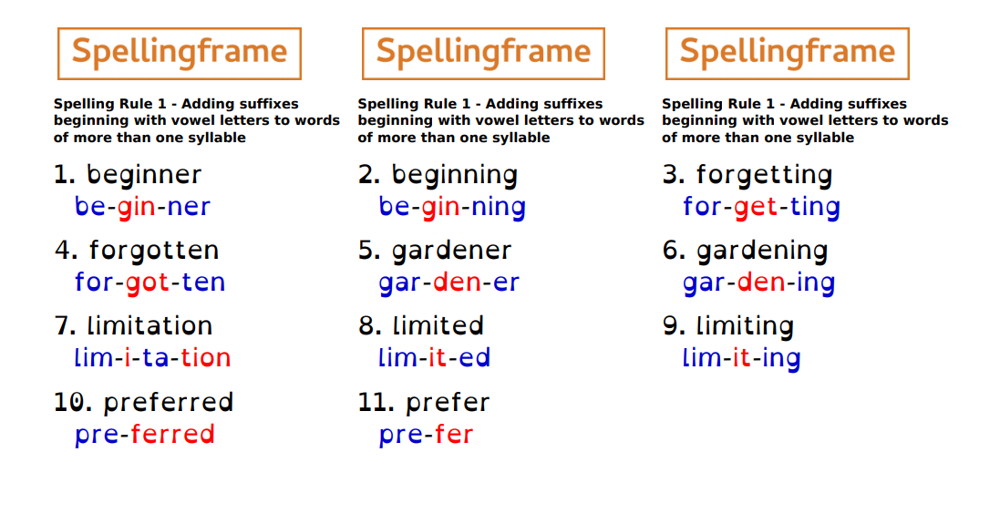 Spellingframe
Spellingframe
Spellingframe
Spelling Rule 1 - Adding suffixes
beginning with vowel letters to words
of more than one syllable
Spelling Rule 1 - Adding suffixes
beginning with vowel letters to words
of more than one syllable
Spelling Rule 1 - Adding suffixes
beginning with vowel letters to words
of more than one syllable
1. beginner
be-gin-ner
2. beginning
be-gin-ning
3. forgetting
for-get-ting
4. forgotten
for-got-ten
5. gardener
gar-den-er
6. gardening
gar-den-ing
7. limitation
lim-i-ta-tion
8. limited
lim-it-ed
9. limiting
lim-it-ing
10. preferred
pre-ferred
11. prefer
pre-fer